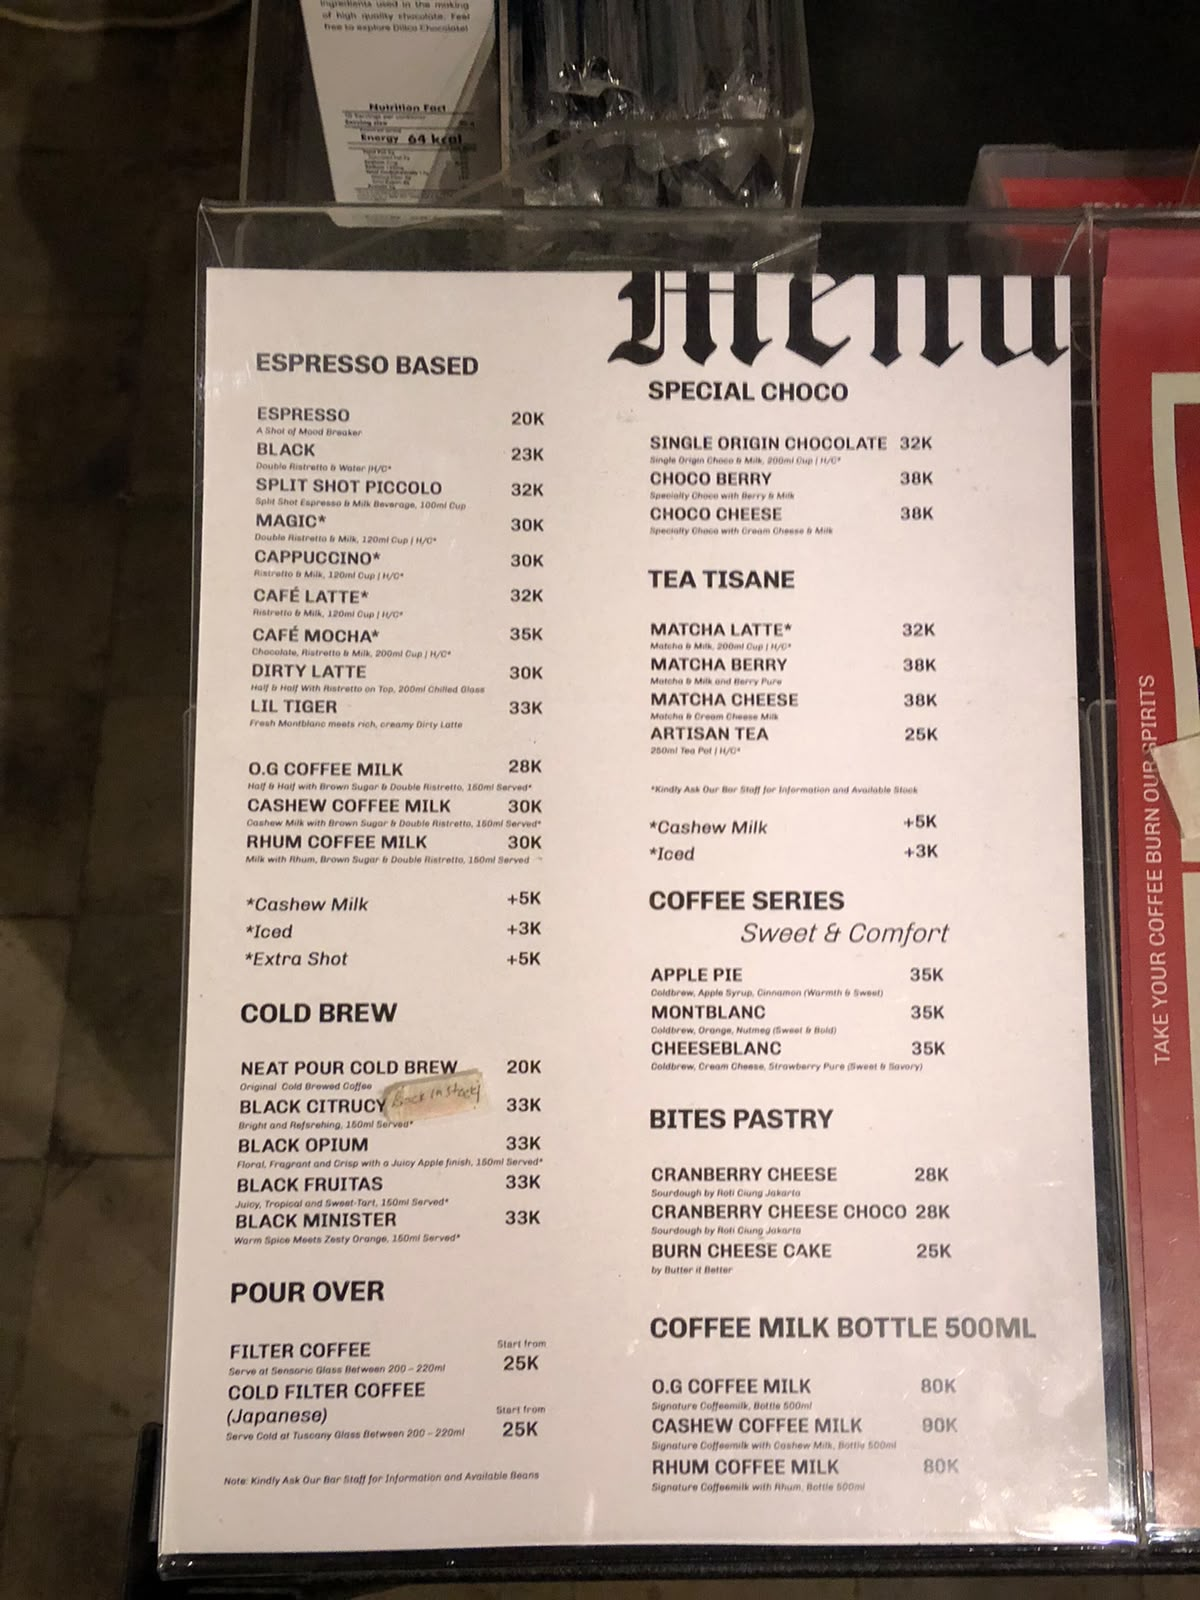 ingredients used in the making
of high quality chocolate. Feel
free to explore Dilco Chocolate!
Nutrition Fact
Energy 64 kcal
Menu
ESPRESSO BASED
ESPRESSO 20K
A Shot of Mood Breaker
BLACK 23K
Double Ristretto & Water |H/C*
SPLIT SHOT PICCOLO 32K
Split Shot Espresso & Milk Beverage, 100ml Cup
MAGIC* 30K
Double Ristretto & Milk, 120ml Cup | H/C*
CAPPUCCINO* 30K
Ristretto & Milk, 120ml Cup | H/C*
CAFÉ LATTE* 32K
Ristretto & Milk, 120ml Cup | H/C*
CAFÉ MOCHA* 35K
Chocolate, Ristretto & Milk, 200ml Cup | H/C*
DIRTY LATTE 30K
Half & Half With Ristretto on Top, 200ml Chilled Glass
LIL TIGER 33K
Fresh Montblanc meets rich, creamy Dirty Latte
O.G COFFEE MILK 28K
Half & Half with Brown Sugar & Double Ristretto, 150ml Served*
CASHEW COFFEE MILK 30K
Cashew Milk with Brown Sugar & Double Ristretto, 150ml Served*
RHUM COFFEE MILK 30K
Milk with Rhum, Brown Sugar & Double Ristretto, 150ml Served
*Cashew Milk +5K
*Iced +3K
*Extra Shot +5K
COLD BREW
NEAT POUR COLD BREW 20K
Original Cold Brewed Coffee
Back in Stock!
BLACK CITRUCY 33K
Bright and Refsrehing, 150ml Served*
BLACK OPIUM 33K
Floral, Fragrant and Crisp with a Juicy Apple finish, 150ml Served*
BLACK FRUITAS 33K
Juicy, Tropical and Sweet-Tart, 150ml Served*
BLACK MINISTER 33K
Warm Spice Meets Zesty Orange, 150ml Served*
POUR OVER
FILTER COFFEE Start from
Serve at Sensoric Glass Between 200 – 220ml 25K
COLD FILTER COFFEE
(Japanese) Start from
Serve Cold at Tuscany Glass Between 200 – 220ml 25K
Note: Kindly Ask Our Bar Staff for Information and Available Beans
SPECIAL CHOCO
SINGLE ORIGIN CHOCOLATE 32K
Single Origin Choco & Milk, 200ml Cup | H/C*
CHOCO BERRY 38K
Specialty Choco with Berry & Milk
CHOCO CHEESE 38K
Specialty Choco with Cream Cheese & Milk
TEA TISANE
MATCHA LATTE* 32K
Matcha & Milk, 200ml Cup | H/C*
MATCHA BERRY 38K
Matcha & Milk and Berry Pure
MATCHA CHEESE 38K
Matcha & Cream Cheese Milk
ARTISAN TEA 25K
250ml Tea Pot | H/C*
*Kindly Ask Our Bar Staff for Information and Available Stock
*Cashew Milk +5K
*Iced +3K
COFFEE SERIES
Sweet & Comfort
APPLE PIE 35K
Coldbrew, Apple Syrup, Cinnamon (Warmth & Sweet)
MONTBLANC 35K
Coldbrew, Orange, Nutmeg (Sweet & Bold)
CHEESEBLANC 35K
Coldbrew, Cream Cheese, Strawberry Pure (Sweet & Savory)
BITES PASTRY
CRANBERRY CHEESE 28K
Sourdough by Roti Ciung Jakarta
CRANBERRY CHEESE CHOCO 28K
Sourdough by Roti Ciung Jakarta
BURN CHEESE CAKE 25K
by Butter it Better
COFFEE MILK BOTTLE 500ML
O.G COFFEE MILK 80K
Signature Coffeemilk, Bottle 500ml
CASHEW COFFEE MILK 90K
Signature Coffeemilk with Cashew Milk, Bottle 500ml
RHUM COFFEE MILK 80K
Signature Coffeemilk with Rhum, Bottle 500ml
TAKE YOUR COFFEE BURN OUR SPIRITS